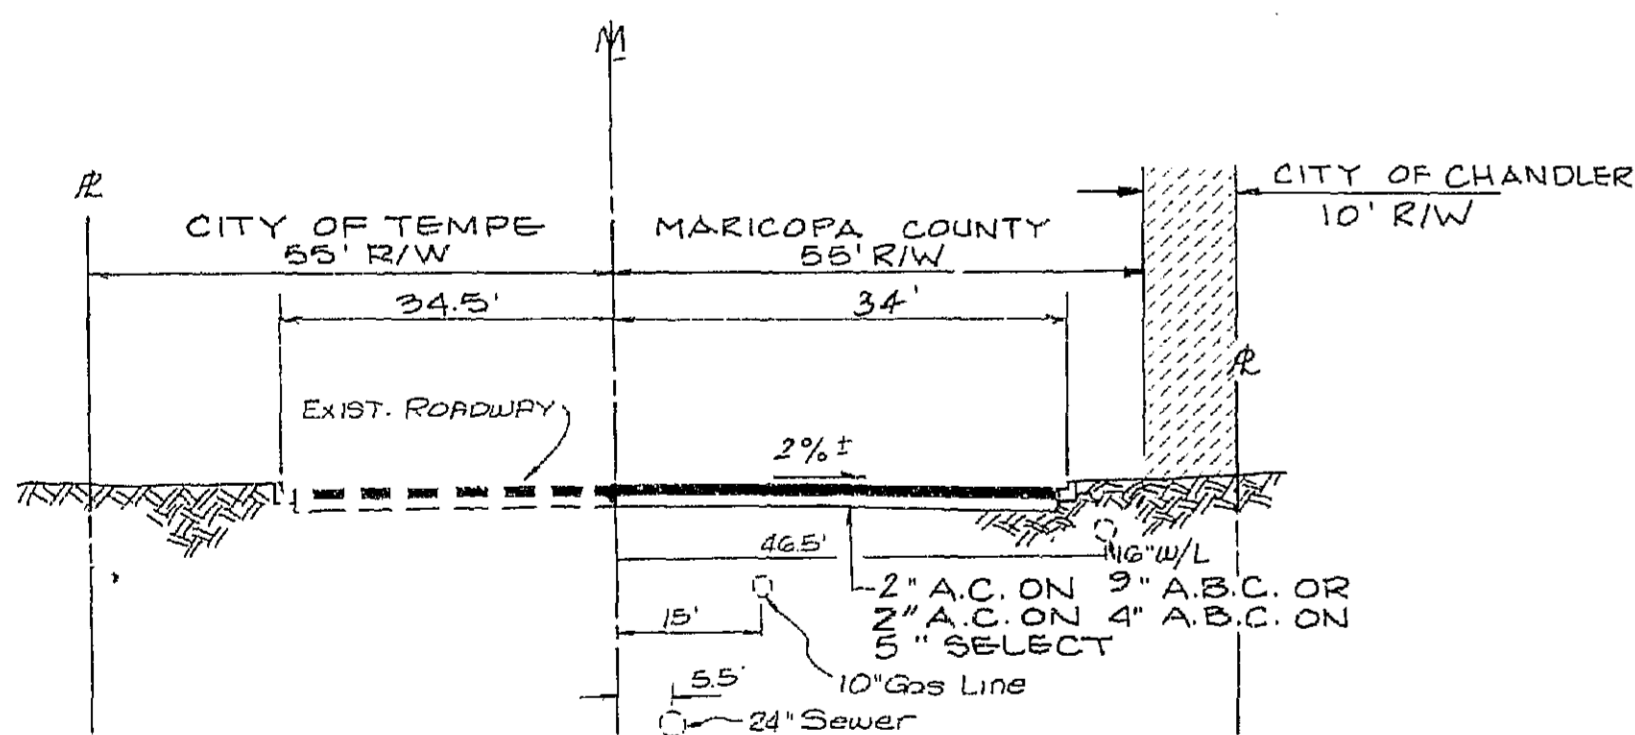 M
PL
CITY OF TEMPE
55' R/W
MARICOPA COUNTY
55' R/W
CITY OF CHANDLER
10' R/W
34.5'
34'
PL
EXIST. ROADWAY
2% ±
46.5'
16" W/L
2" A.C. ON 9" A.B.C. OR
2" A.C. ON 4" A.B.C. ON
5" SELECT
15'
10" Gas Line
5.5'
24" Sewer